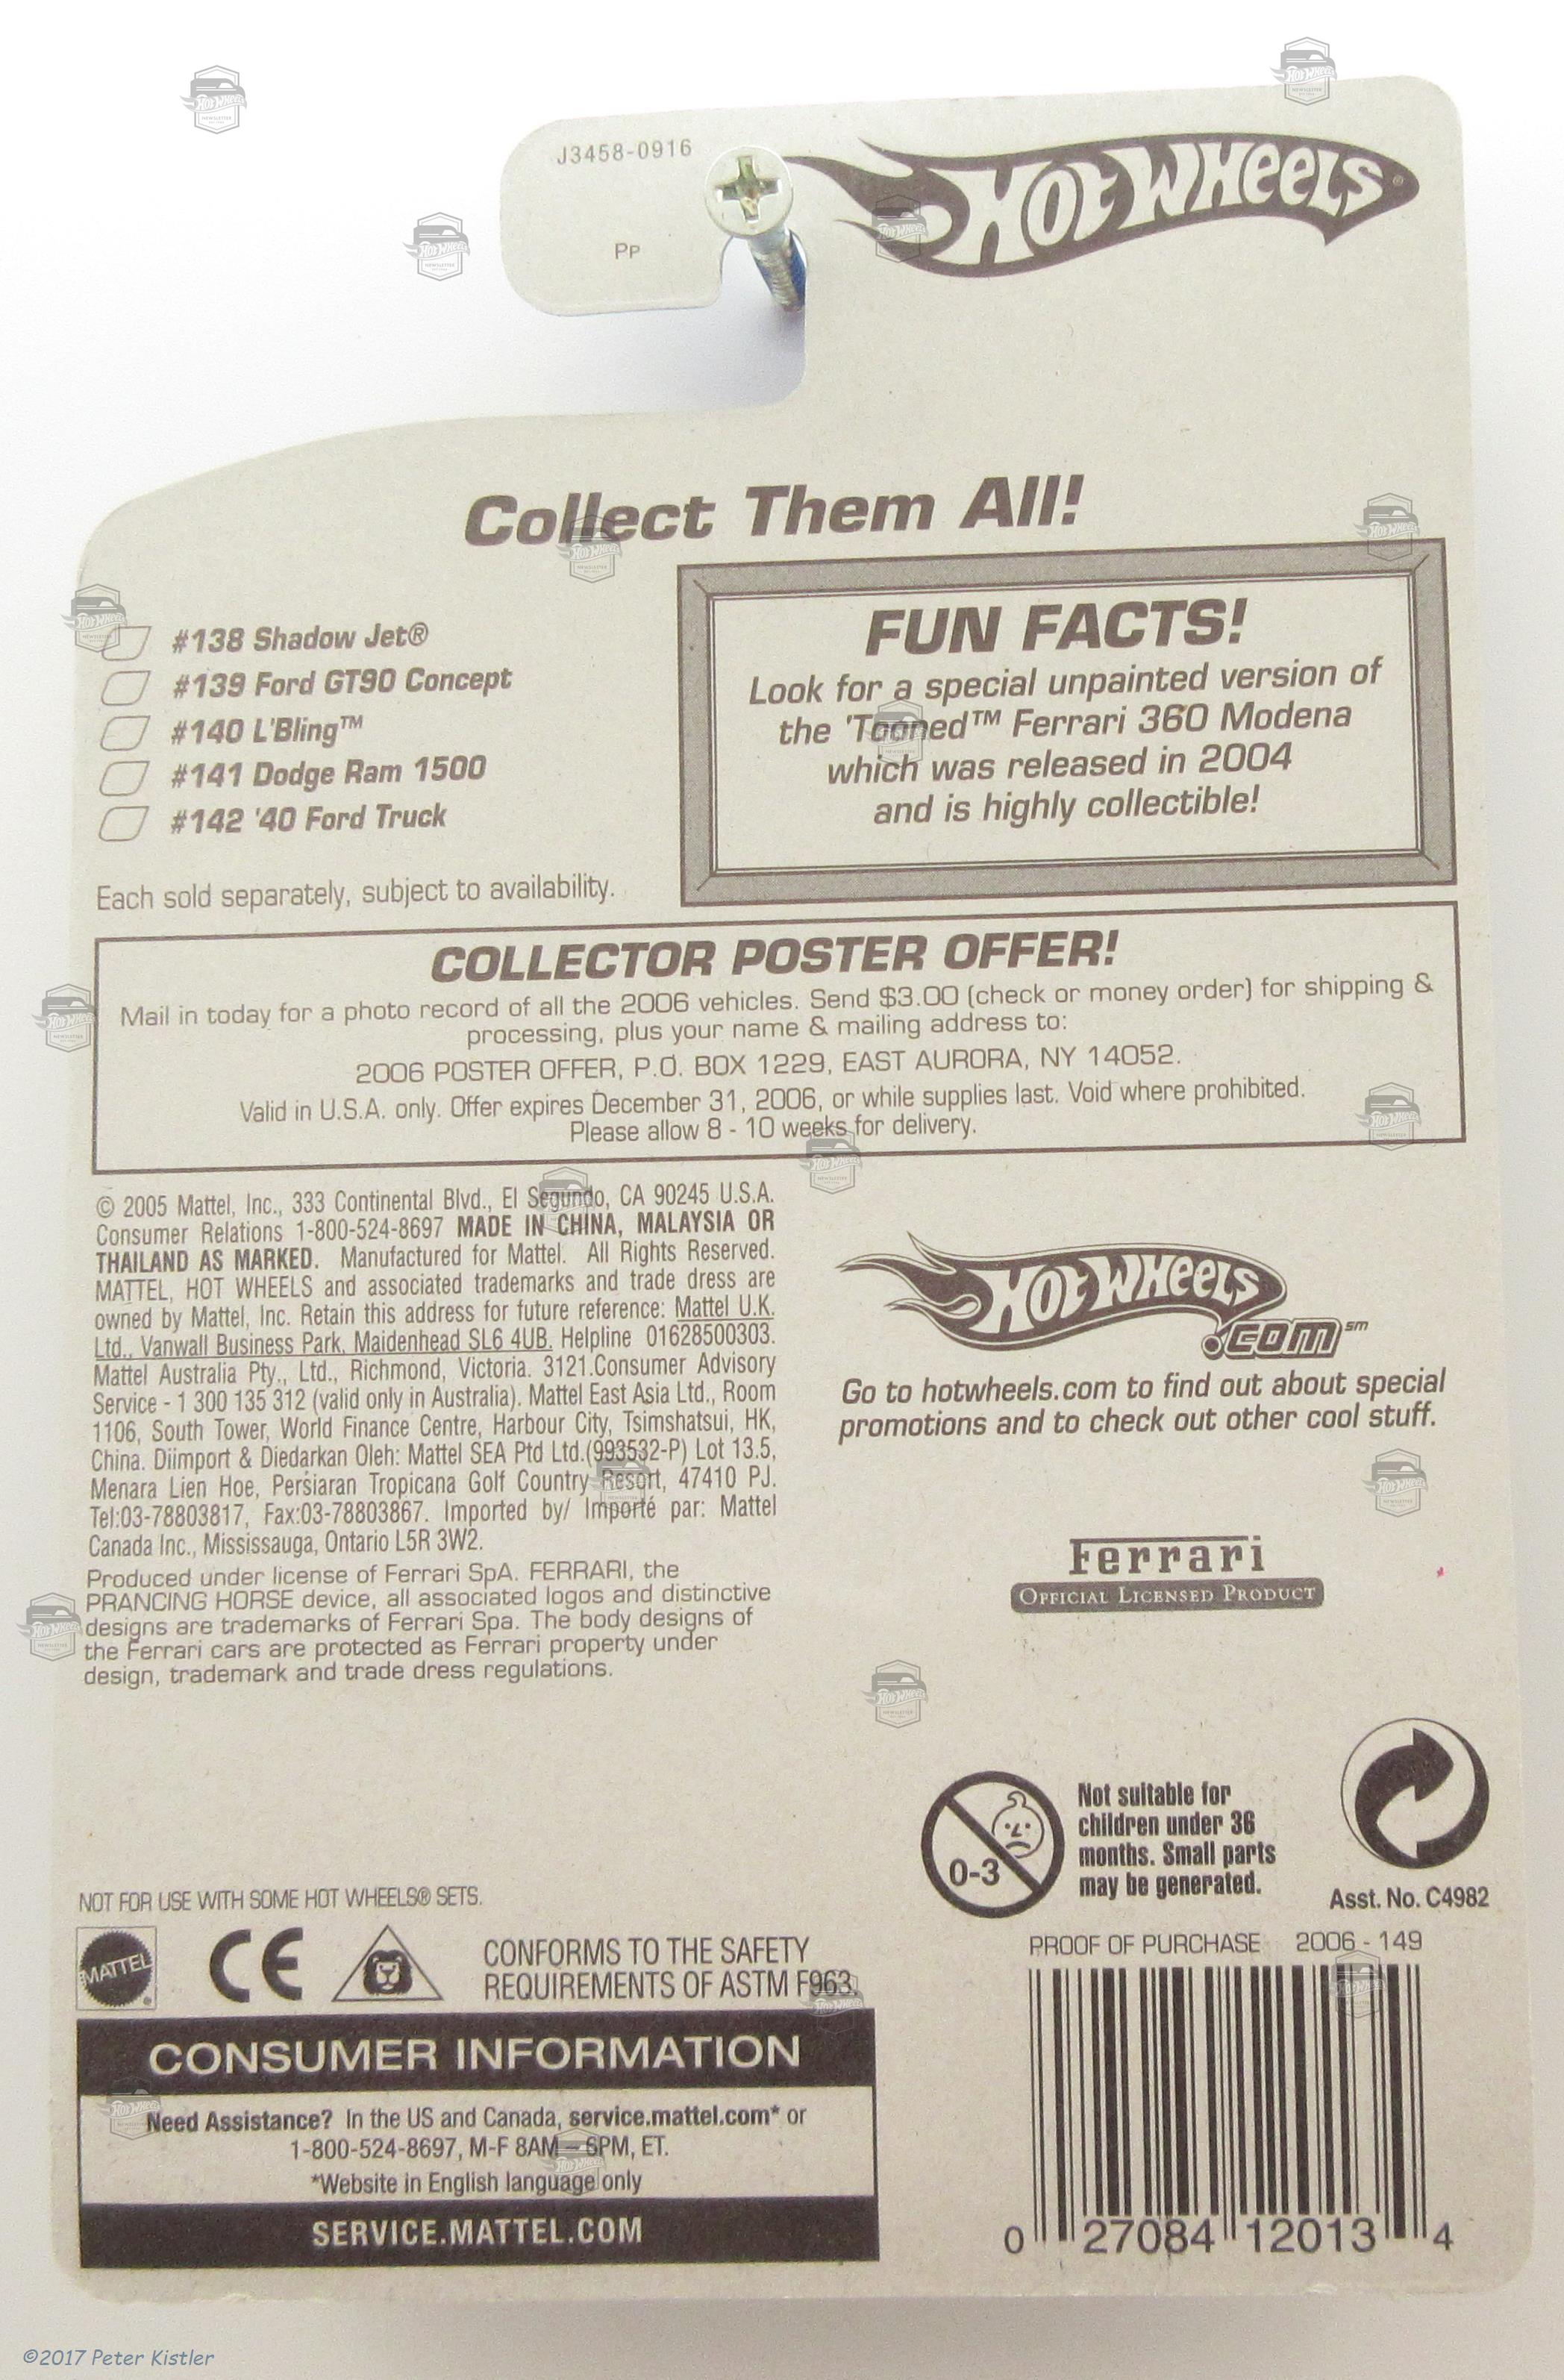 J3458-0916
HOT WHEELS
PP
Collect Them All!
#138 Shadow Jet®
#139 Ford GT90 Concept
#140 L'Bling™
#141 Dodge Ram 1500
#142 '40 Ford Truck
Each sold separately, subject to availability.
FUN FACTS!
Look for a special unpainted version of
the 'Tooned™ Ferrari 360 Modena
which was released in 2004
and is highly collectible!
COLLECTOR POSTER OFFER!
Mail in today for a photo record of all the 2006 vehicles. Send $3.00 (check or money order) for shipping &
processing, plus your name & mailing address to:
2006 POSTER OFFER, P.O. BOX 1229, EAST AURORA, NY 14052.
Valid in U.S.A. only. Offer expires December 31, 2006, or while supplies last. Void where prohibited.
Please allow 8 - 10 weeks for delivery.
© 2005 Mattel, Inc., 333 Continental Blvd., El Segundo, CA 90245 U.S.A.
Consumer Relations 1-800-524-8697 MADE IN CHINA, MALAYSIA OR
THAILAND AS MARKED. Manufactured for Mattel. All Rights Reserved.
MATTEL, HOT WHEELS and associated trademarks and trade dress are
owned by Mattel, Inc. Retain this address for future reference: Mattel U.K.
Ltd., Vanwall Business Park, Maidenhead SL6 4UB. Helpline 01628500303.
Mattel Australia Pty., Ltd., Richmond, Victoria. 3121.Consumer Advisory
Service - 1 300 135 312 (valid only in Australia). Mattel East Asia Ltd., Room
1106, South Tower, World Finance Centre, Harbour City, Tsimshatsui, HK,
China. Diimport & Diedarkan Oleh: Mattel SEA Ptd Ltd.(993532-P) Lot 13.5,
Menara Lien Hoe, Persiaran Tropicana Golf Country Resort, 47410 PJ.
Tel:03-78803817, Fax:03-78803867. Imported by/ Importé par: Mattel
Canada Inc., Mississauga, Ontario L5R 3W2.
Produced under license of Ferrari SpA. FERRARI, the
PRANCING HORSE device, all associated logos and distinctive
designs are trademarks of Ferrari Spa. The body designs of
the Ferrari cars are protected as Ferrari property under
design, trademark and trade dress regulations.
HOT WHEELS
.com℠
Go to hotwheels.com to find out about special
promotions and to check out other cool stuff.
Ferrari
OFFICIAL LICENSED PRODUCT
0-3
Not suitable for
children under 36
months. Small parts
may be generated.
Asst. No. C4982
NOT FOR USE WITH SOME HOT WHEELS® SETS.
MATTEL
CE
CONFORMS TO THE SAFETY
REQUIREMENTS OF ASTM F963.
CONSUMER INFORMATION
Need Assistance? In the US and Canada, service.mattel.com* or
1-800-524-8697, M-F 8AM – 6PM, ET.
*Website in English language only
SERVICE.MATTEL.COM
PROOF OF PURCHASE 2006 - 149
0 27084 12013 4
©2017 Peter Kistler